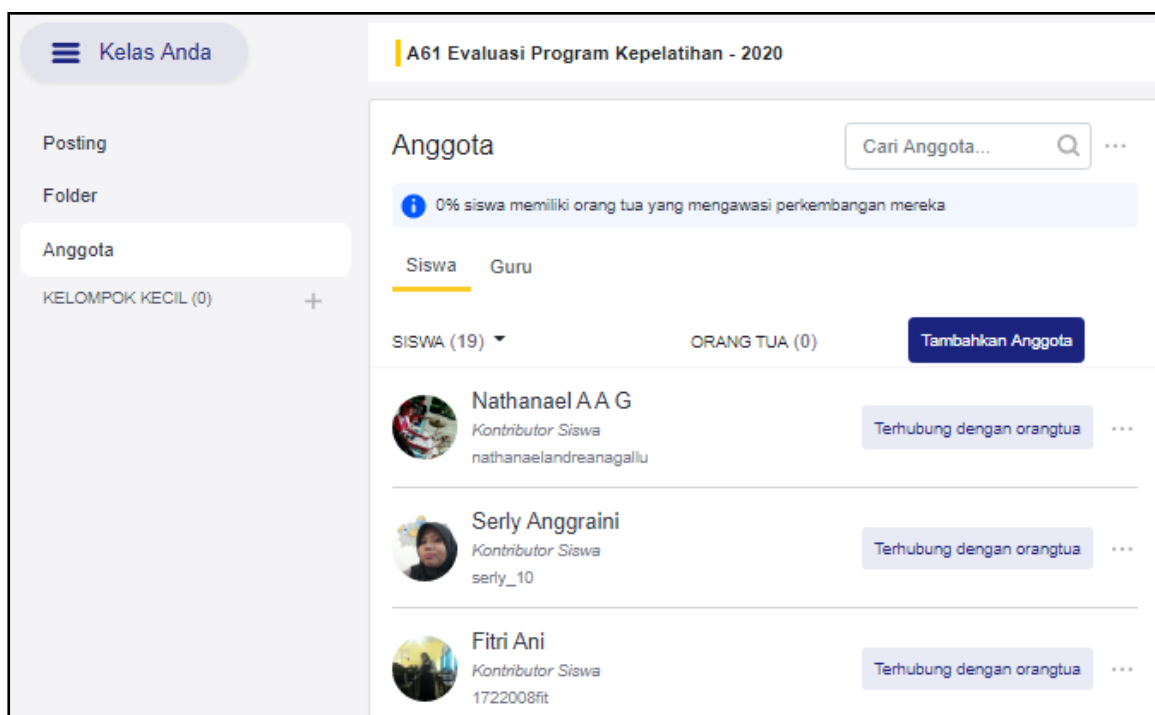 Kelas Anda
A61 Evaluasi Program Kepelatihan - 2020
Posting
Folder
Anggota
KELOMPOK KECIL (0) +
Anggota
Cari Anggota...
0% siswa memiliki orang tua yang mengawasi perkembangan mereka
Siswa Guru
SISWA (19) ORANG TUA (0) Tambahkan Anggota
Nathanael A A G
Kontributor Siswa
nathanaelandreanagallu
Terhubung dengan orangtua
Serly Anggraini
Kontributor Siswa
serly_10
Terhubung dengan orangtua
Fitri Ani
Kontributor Siswa
1722008fit
Terhubung dengan orangtua